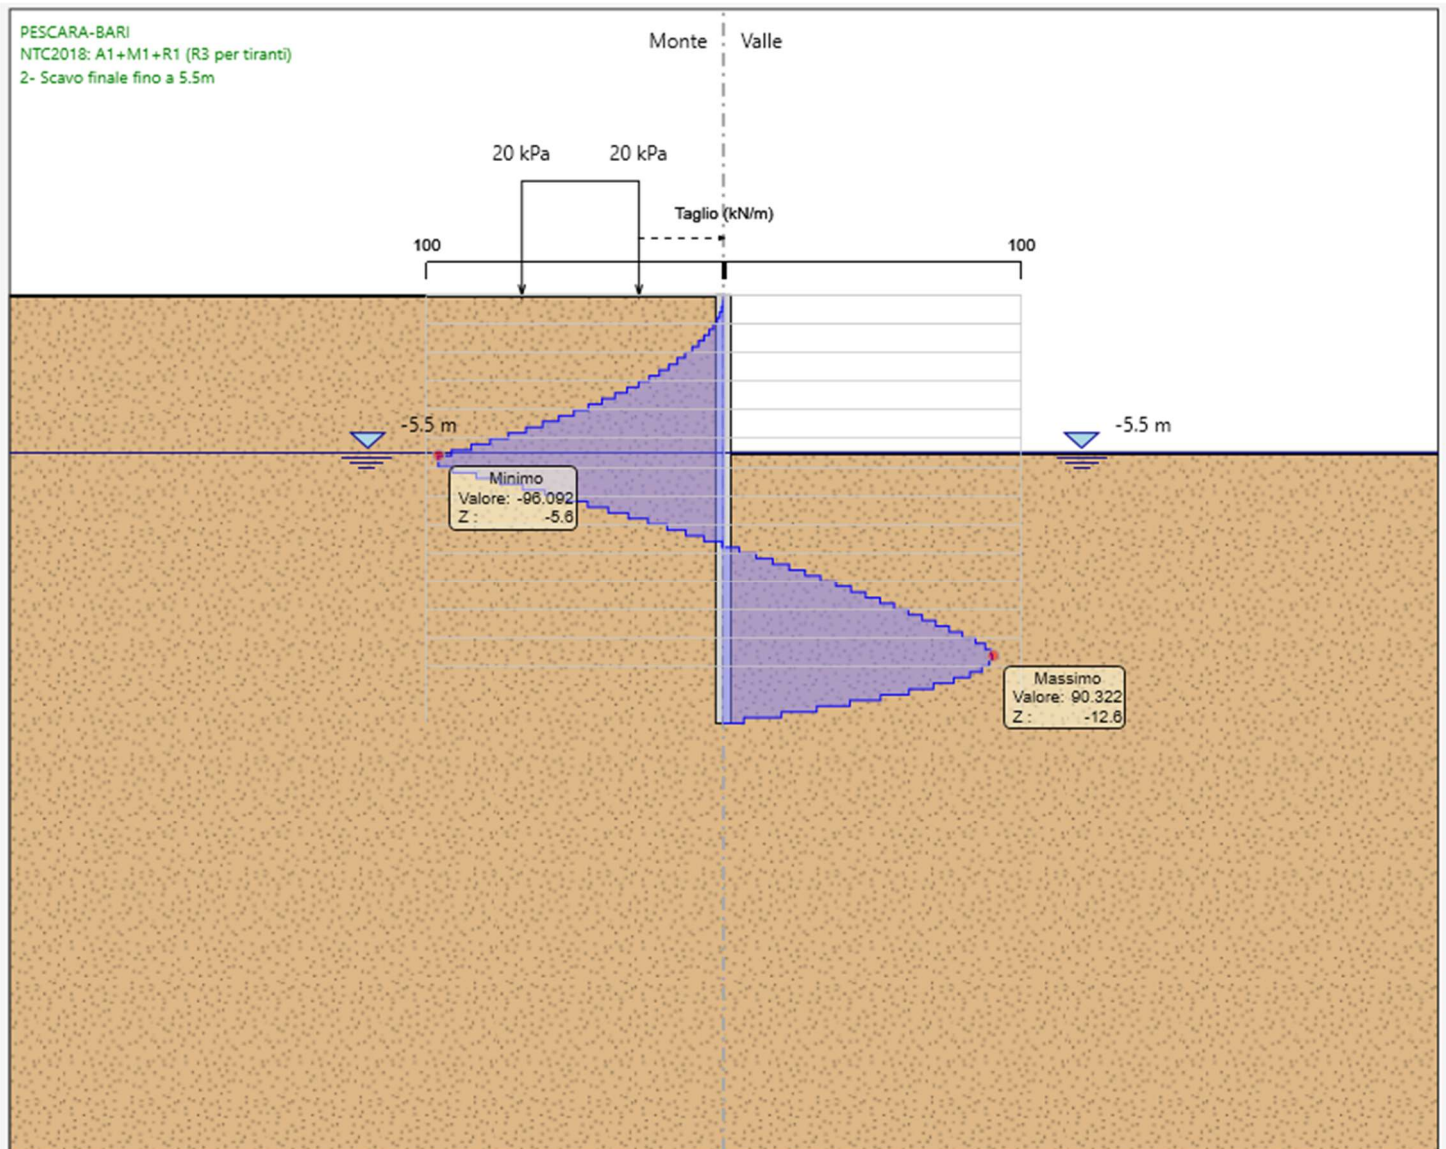 PESCARA-BARI
NTC2018: A1+M1+R1 (R3 per tiranti)
2- Scavo finale fino a 5.5m
Monte Valle
20 kPa 20 kPa
Taglio (kN/m)
100 100
-5.5 m -5.5 m
Minimo
Valore: -96.092
Z : -5.6
Massimo
Valore: 90.322
Z : -12.6